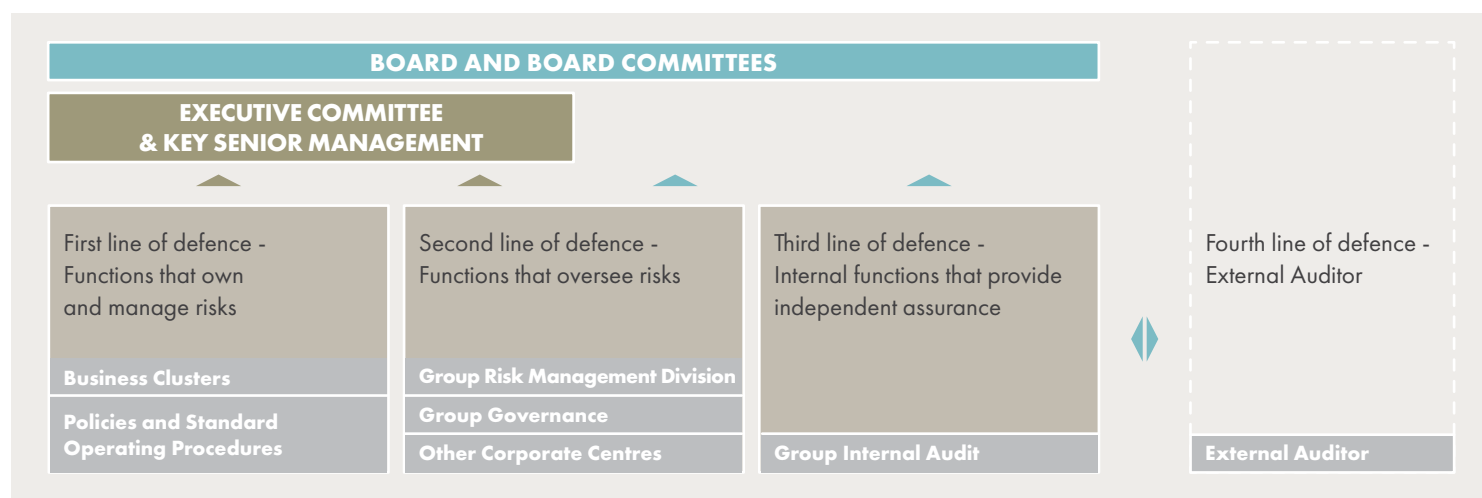 BOARD AND BOARD COMMITTEES
EXECUTIVE COMMITTEE
& KEY SENIOR MANAGEMENT
First line of defence -
Functions that own
and manage risks
Business Clusters
Policies and Standard
Operating Procedures
Second line of defence -
Functions that oversee risks
Group Risk Management Division
Group Governance
Other Corporate Centres
Third line of defence -
Internal functions that provide
independent assurance
Group Internal Audit
Fourth line of defence -
External Auditor
External Auditor